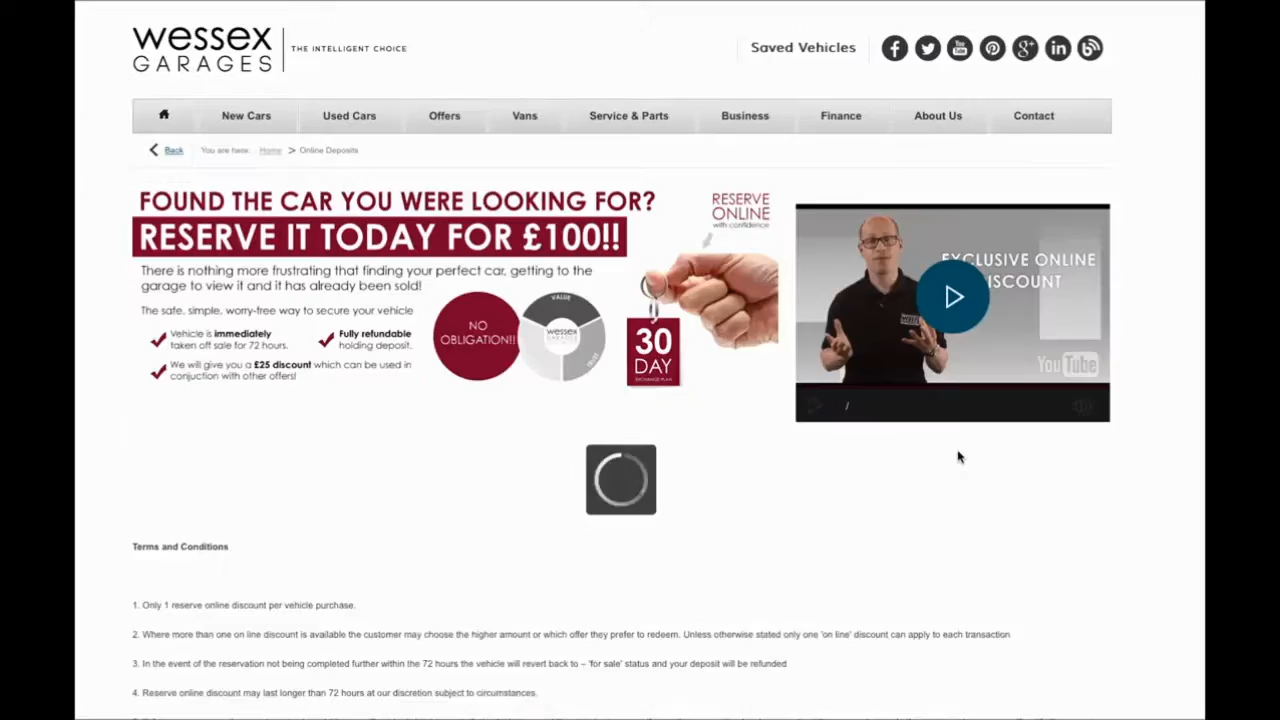 wessex
GARAGES
THE INTELLIGENT CHOICE
Saved Vehicles
New Cars
Used Cars
Offers
Vans
Service & Parts
Business
Finance
About Us
Contact
Back
You are here: Home > Online Deposits
FOUND THE CAR YOU WERE LOOKING FOR?
RESERVE IT TODAY FOR £100!!
There is nothing more frustrating that finding your perfect car, getting to the
garage to view it and it has already been sold!
The safe, simple, worry-free way to secure your vehicle
Vehicle is immediately
taken off sale for 72 hours.
Fully refundable
holding deposit.
We will give you a £25 discount which can be used in
conjuction with other offers!
NO
OBLIGATION!!
VALUE
wessex
GARAGES
TRUST
RESERVE
ONLINE
with confidence
30
DAY
EXCHANGE PLAN
EXCLUSIVE ONLINE
DISCOUNT
YouTube
/
Terms and Conditions
1. Only 1 reserve online discount per vehicle purchase.
2. Where more than one on line discount is available the customer may choose the higher amount or which offer they prefer to redeem. Unless otherwise stated only one 'on line' discount can apply to each transaction
3. In the event of the reservation not being completed further within the 72 hours the vehicle will revert back to – 'for sale' status and your deposit will be refunded
4. Reserve online discount may last longer than 72 hours at our discretion subject to circumstances.